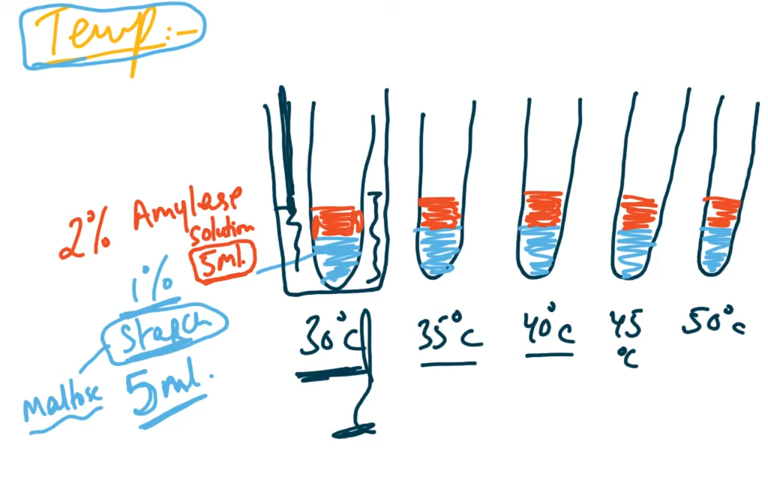 Temp:-
2% Amylase
solution
5ml.
1%
Starch
Maltose
5ml.
30°C
35°C
40°C
45
°C
50°C